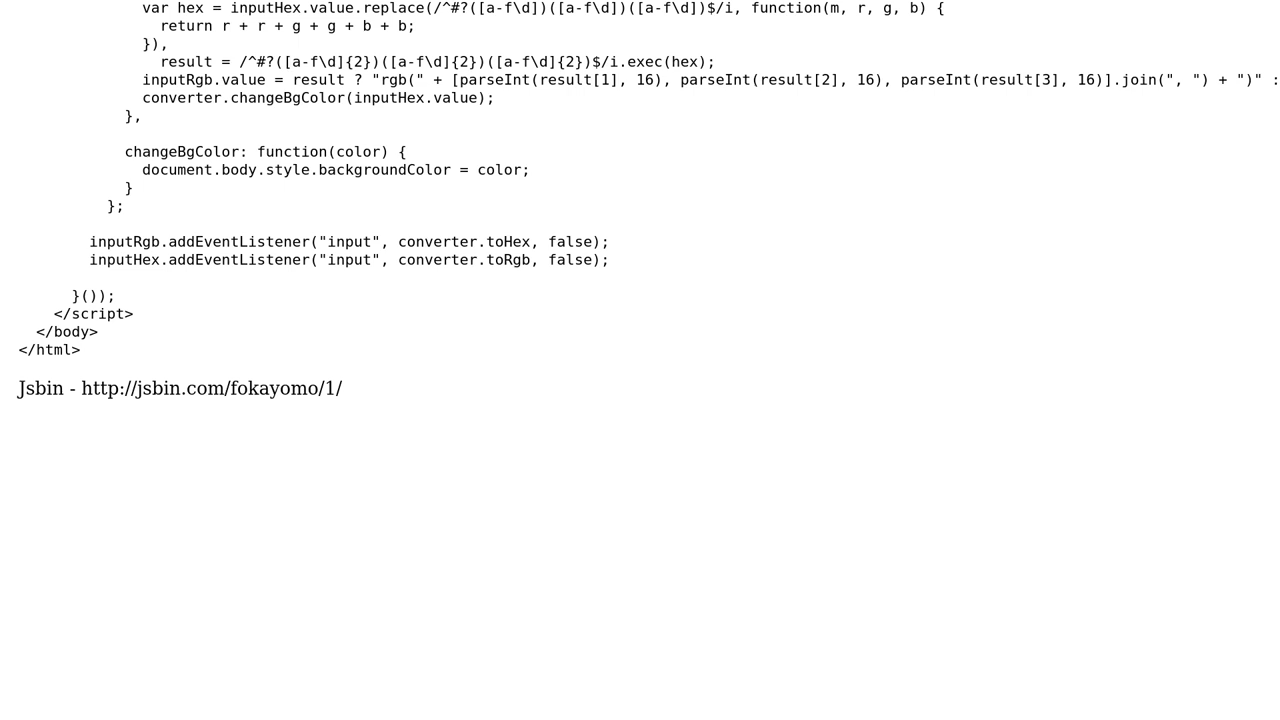 var hex = inputHex.value.replace(/^#?([a-f\d])([a-f\d])([a-f\d])$/i, function(m, r, g, b) {
return r + r + g + g + b + b;
}),
result = /^#?([a-f\d]{2})([a-f\d]{2})([a-f\d]{2})$/i.exec(hex);
inputRgb.value = result ? "rgb(" + [parseInt(result[1], 16), parseInt(result[2], 16), parseInt(result[3], 16)].join(", ") + ")" :
converter.changeBgColor(inputHex.value);
},
changeBgColor: function(color) {
document.body.style.backgroundColor = color;
}
};
inputRgb.addEventListener("input", converter.toHex, false);
inputHex.addEventListener("input", converter.toRgb, false);
}());
</script>
</body>
</html>
Jsbin - http://jsbin.com/fokayomo/1/